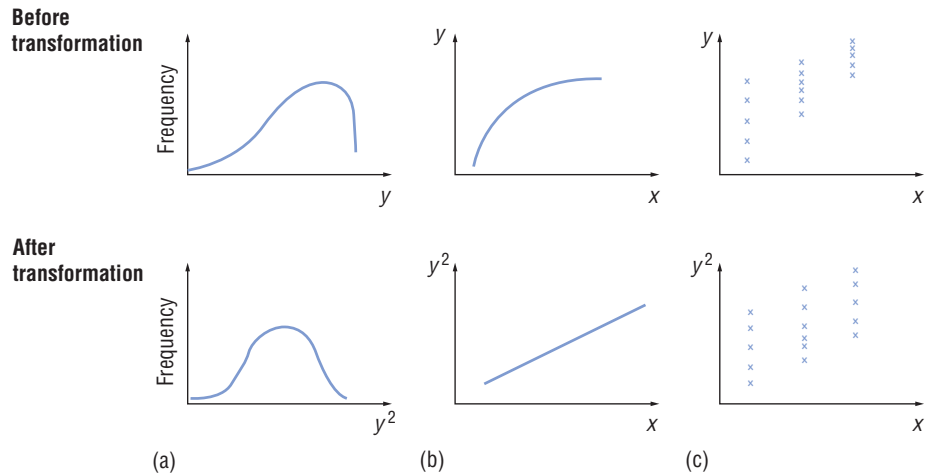 Before
transformation
Frequency
y
y
x
y
x
After
transformation
Frequency
y²
y²
x
y²
x
(a)
(b)
(c)